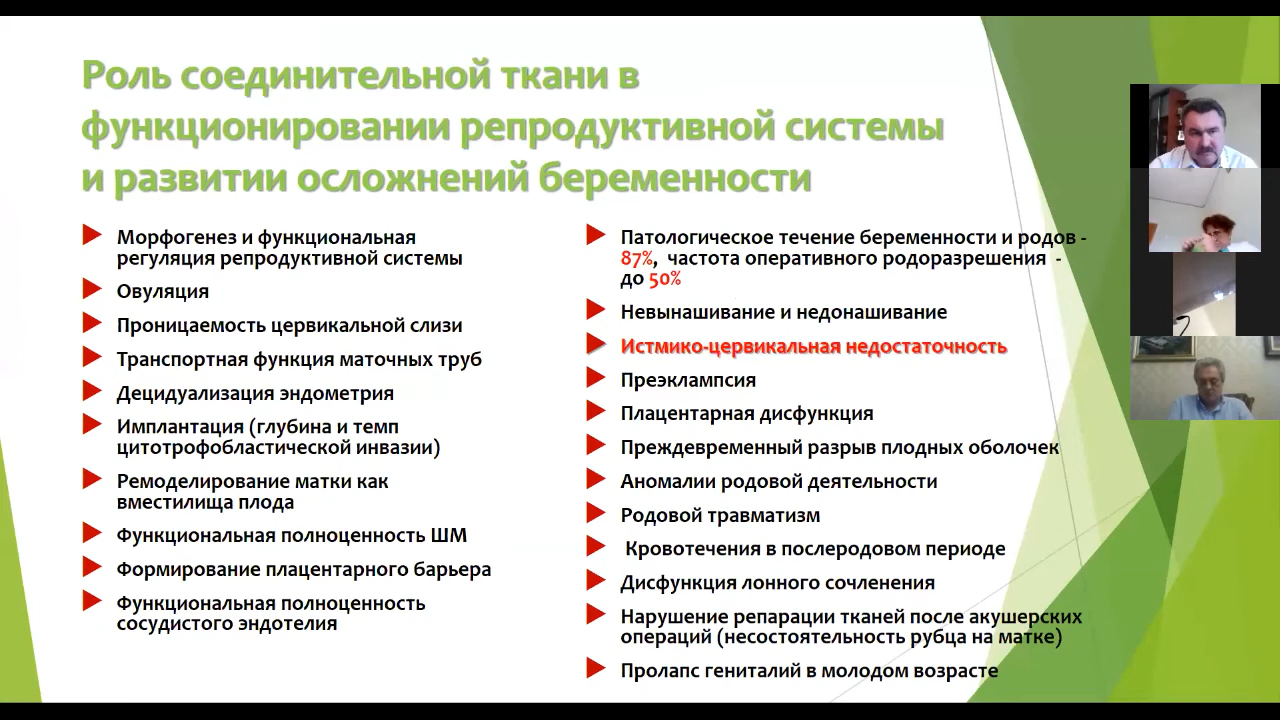 Роль соединительной ткани в
функционировании репродуктивной системы
и развитии осложнений беременности
Морфогенез и функциональная
регуляция репродуктивной системы
Овуляция
Проницаемость цервикальной слизи
Транспортная функция маточных труб
Децидуализация эндометрия
Имплантация (глубина и темп
цитотрофобластической инвазии)
Ремоделирование матки как
вместилища плода
Функциональная полноценность ШМ
Формирование плацентарного барьера
Функциональная полноценность
сосудистого эндотелия
Патологическое течение беременности и родов -
87%, частота оперативного родоразрешения -
до 50%
Невынашивание и недонашивание
Истмико-цервикальная недостаточность
Преэклампсия
Плацентарная дисфункция
Преждевременный разрыв плодных оболочек
Аномалии родовой деятельности
Родовой травматизм
Кровотечения в послеродовом периоде
Дисфункция лонного сочленения
Нарушение репарации тканей после акушерских
операций (несостоятельность рубца на матке)
Пролапс гениталий в молодом возрасте